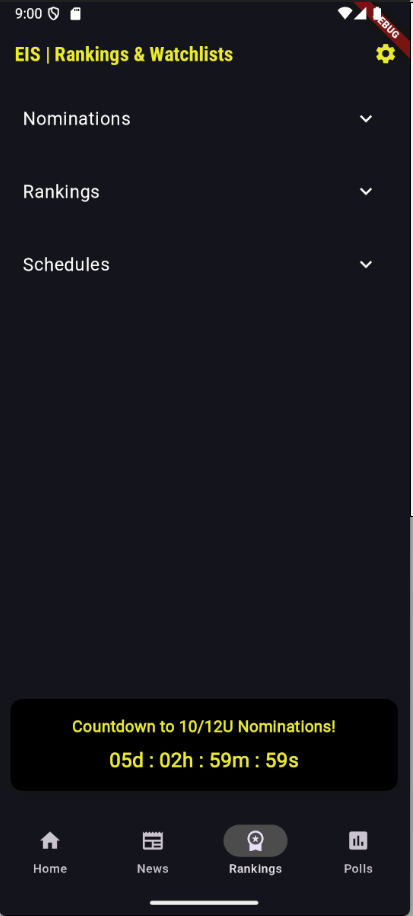 9:00
DEBUG
EIS | Rankings & Watchlists
Nominations
Rankings
Schedules
Countdown to 10/12U Nominations!
05d : 02h : 59m : 59s
Home News Rankings Polls